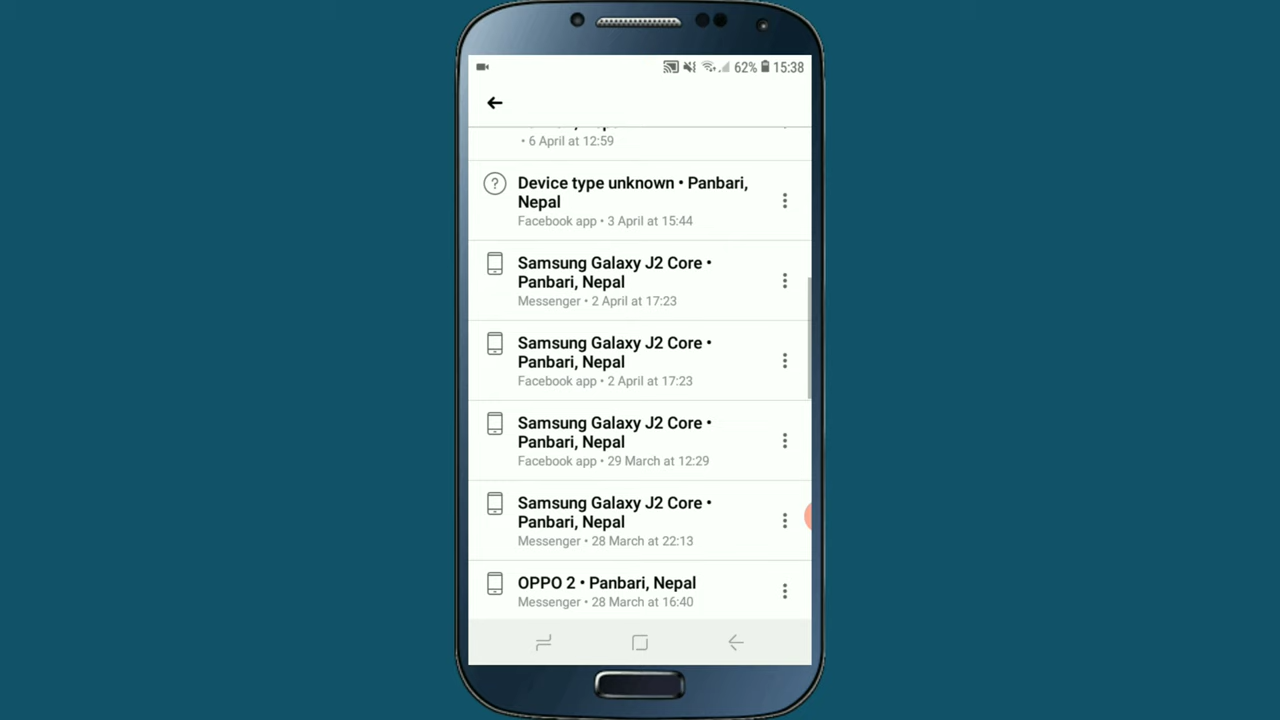 62% 15:38
• 6 April at 12:59
Device type unknown • Panbari,
Nepal
Facebook app • 3 April at 15:44
Samsung Galaxy J2 Core •
Panbari, Nepal
Messenger • 2 April at 17:23
Samsung Galaxy J2 Core •
Panbari, Nepal
Facebook app • 2 April at 17:23
Samsung Galaxy J2 Core •
Panbari, Nepal
Facebook app • 29 March at 12:29
Samsung Galaxy J2 Core •
Panbari, Nepal
Messenger • 28 March at 22:13
OPPO 2 • Panbari, Nepal
Messenger • 28 March at 16:40